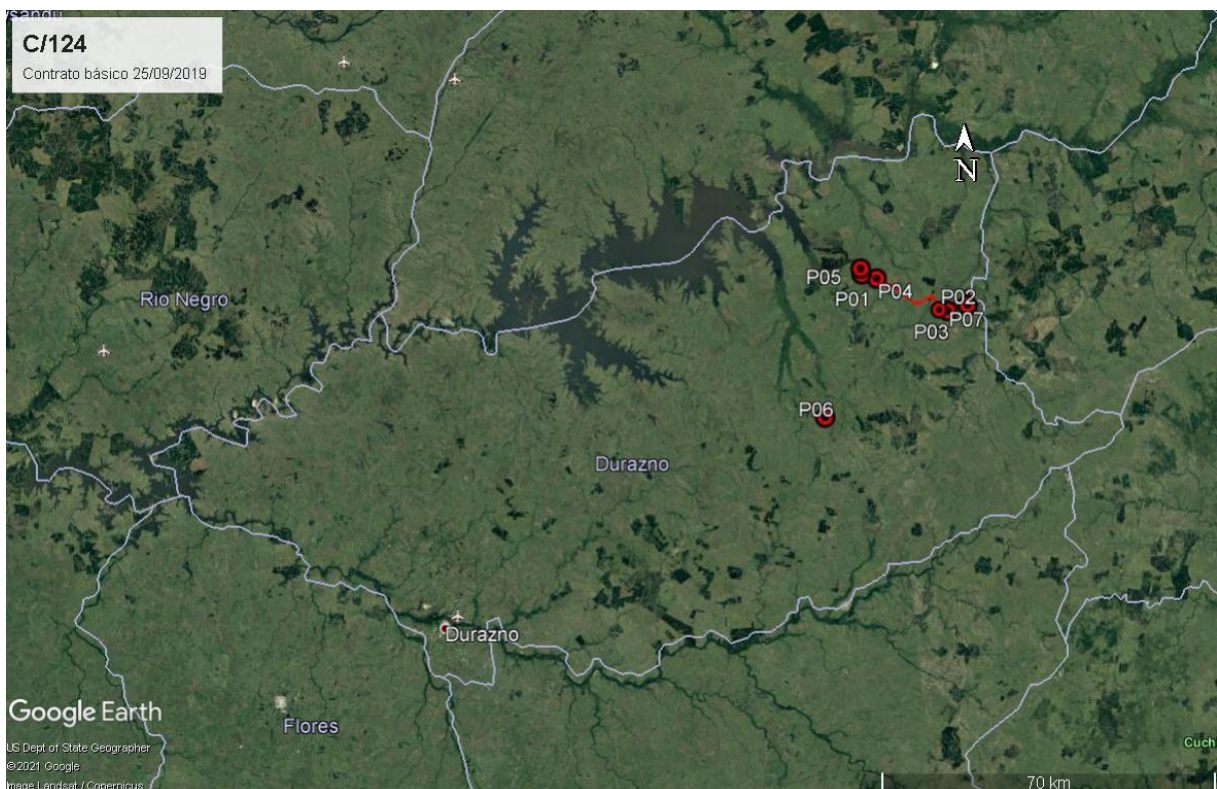 ysandú
C/124
Contrato básico 25/09/2019
N
Rio Negro
P05
P01
P04
P02
P03
P07
P06
Durazno
Durazno
Flores
Google Earth
US Dept of State Geographer
©2021 Google
Image Landsat / Copernicus
Cuch
70 km